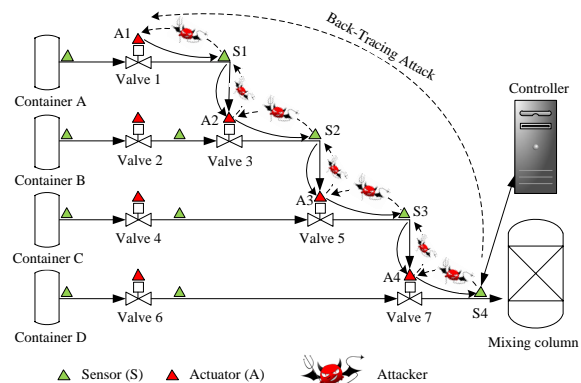 Back-Tracing Attack
A1
S1
Controller
Valve 1
Container A
A2
S2
Valve 2
Valve 3
Container B
A3
S3
Valve 4
Valve 5
Container C
A4
S4
Valve 6
Valve 7
Container D
Mixing column
Sensor (S)
Actuator (A)
Attacker